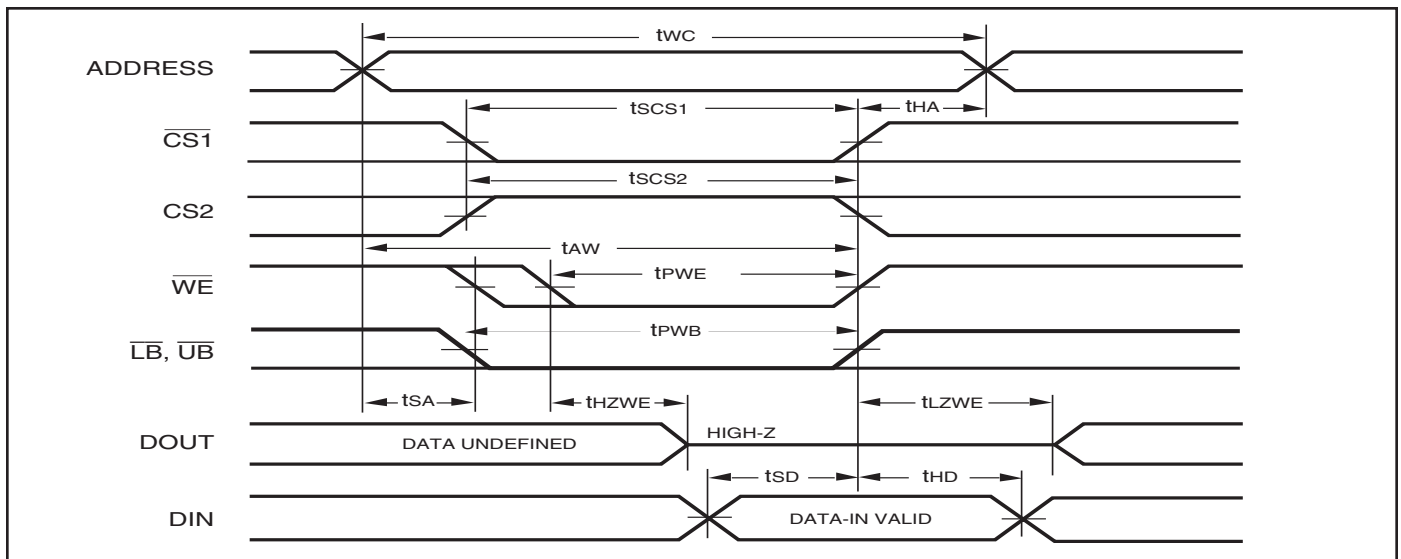 tWC
ADDRESS
tSCS1
tHA
CS1
tSCS2
CS2
tAW
WE
tPWE
tPWB
LB, UB
tSA
tHZWE
tLZWE
DOUT
DATA UNDEFINED
HIGH-Z
tSD
tHD
DIN
DATA-IN VALID